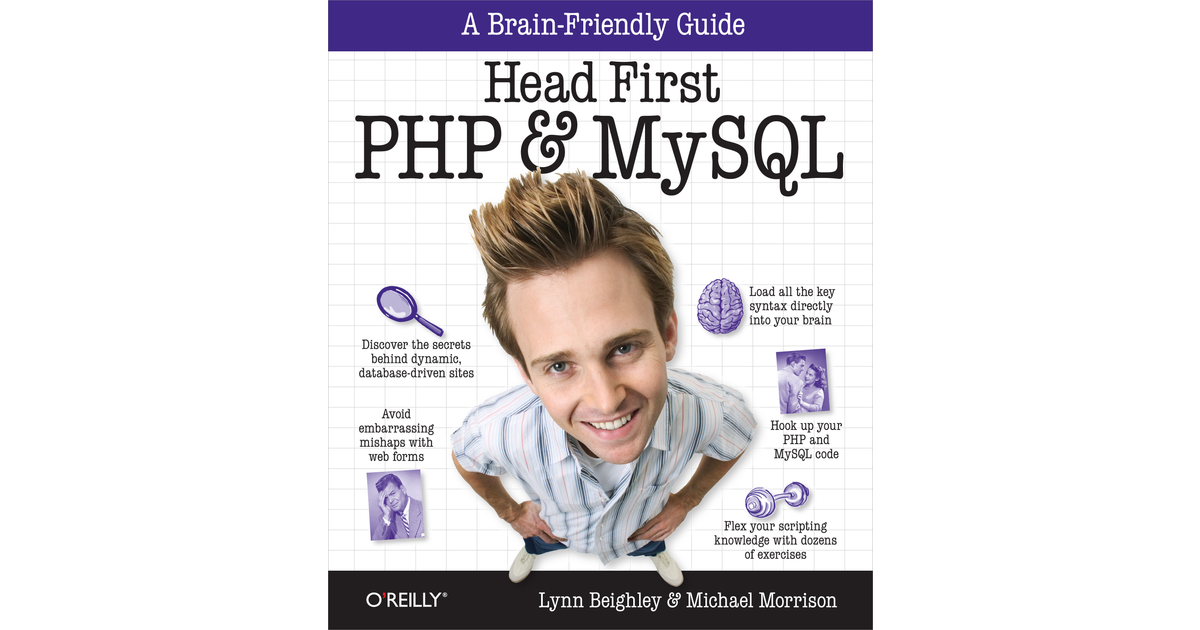 A Brain-Friendly Guide
Head First
PHP & MySQL
Load all the key
syntax directly
into your brain
Discover the secrets
behind dynamic,
database-driven sites
Avoid
embarrassing
mishaps with
web forms
Hook up your
PHP and
MySQL code
Flex your scripting
knowledge with dozens
of exercises
O'REILLY®
Lynn Beighley & Michael Morrison